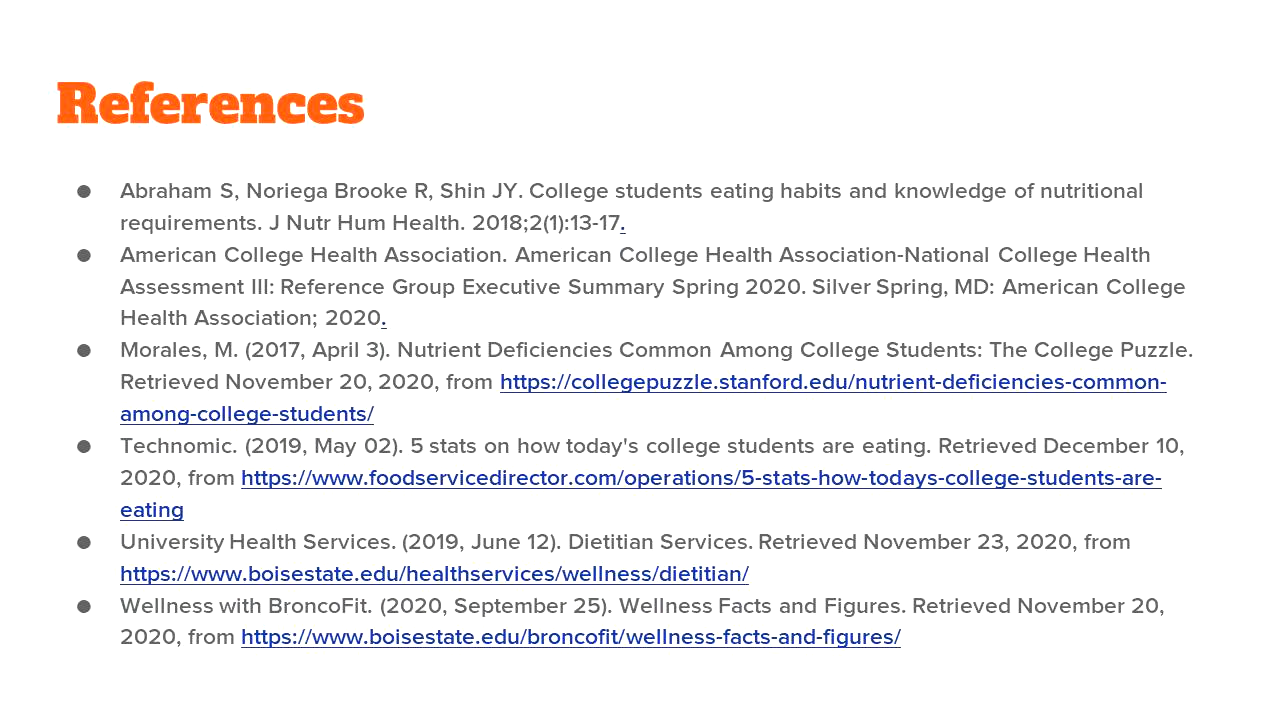 References
● Abraham S, Noriega Brooke R, Shin JY. College students eating habits and knowledge of nutritional
requirements. J Nutr Hum Health. 2018;2(1):13-17.
● American College Health Association. American College Health Association-National College Health
Assessment III: Reference Group Executive Summary Spring 2020. Silver Spring, MD: American College
Health Association; 2020.
● Morales, M. (2017, April 3). Nutrient Deficiencies Common Among College Students: The College Puzzle.
Retrieved November 20, 2020, from https://collegepuzzle.stanford.edu/nutrient-deficiencies-common-
among-college-students/
● Technomic. (2019, May 02). 5 stats on how today's college students are eating. Retrieved December 10,
2020, from https://www.foodservicedirector.com/operations/5-stats-how-todays-college-students-are-
eating
● University Health Services. (2019, June 12). Dietitian Services. Retrieved November 23, 2020, from
https://www.boisestate.edu/healthservices/wellness/dietitian/
● Wellness with BroncoFit. (2020, September 25). Wellness Facts and Figures. Retrieved November 20,
2020, from https://www.boisestate.edu/broncofit/wellness-facts-and-figures/